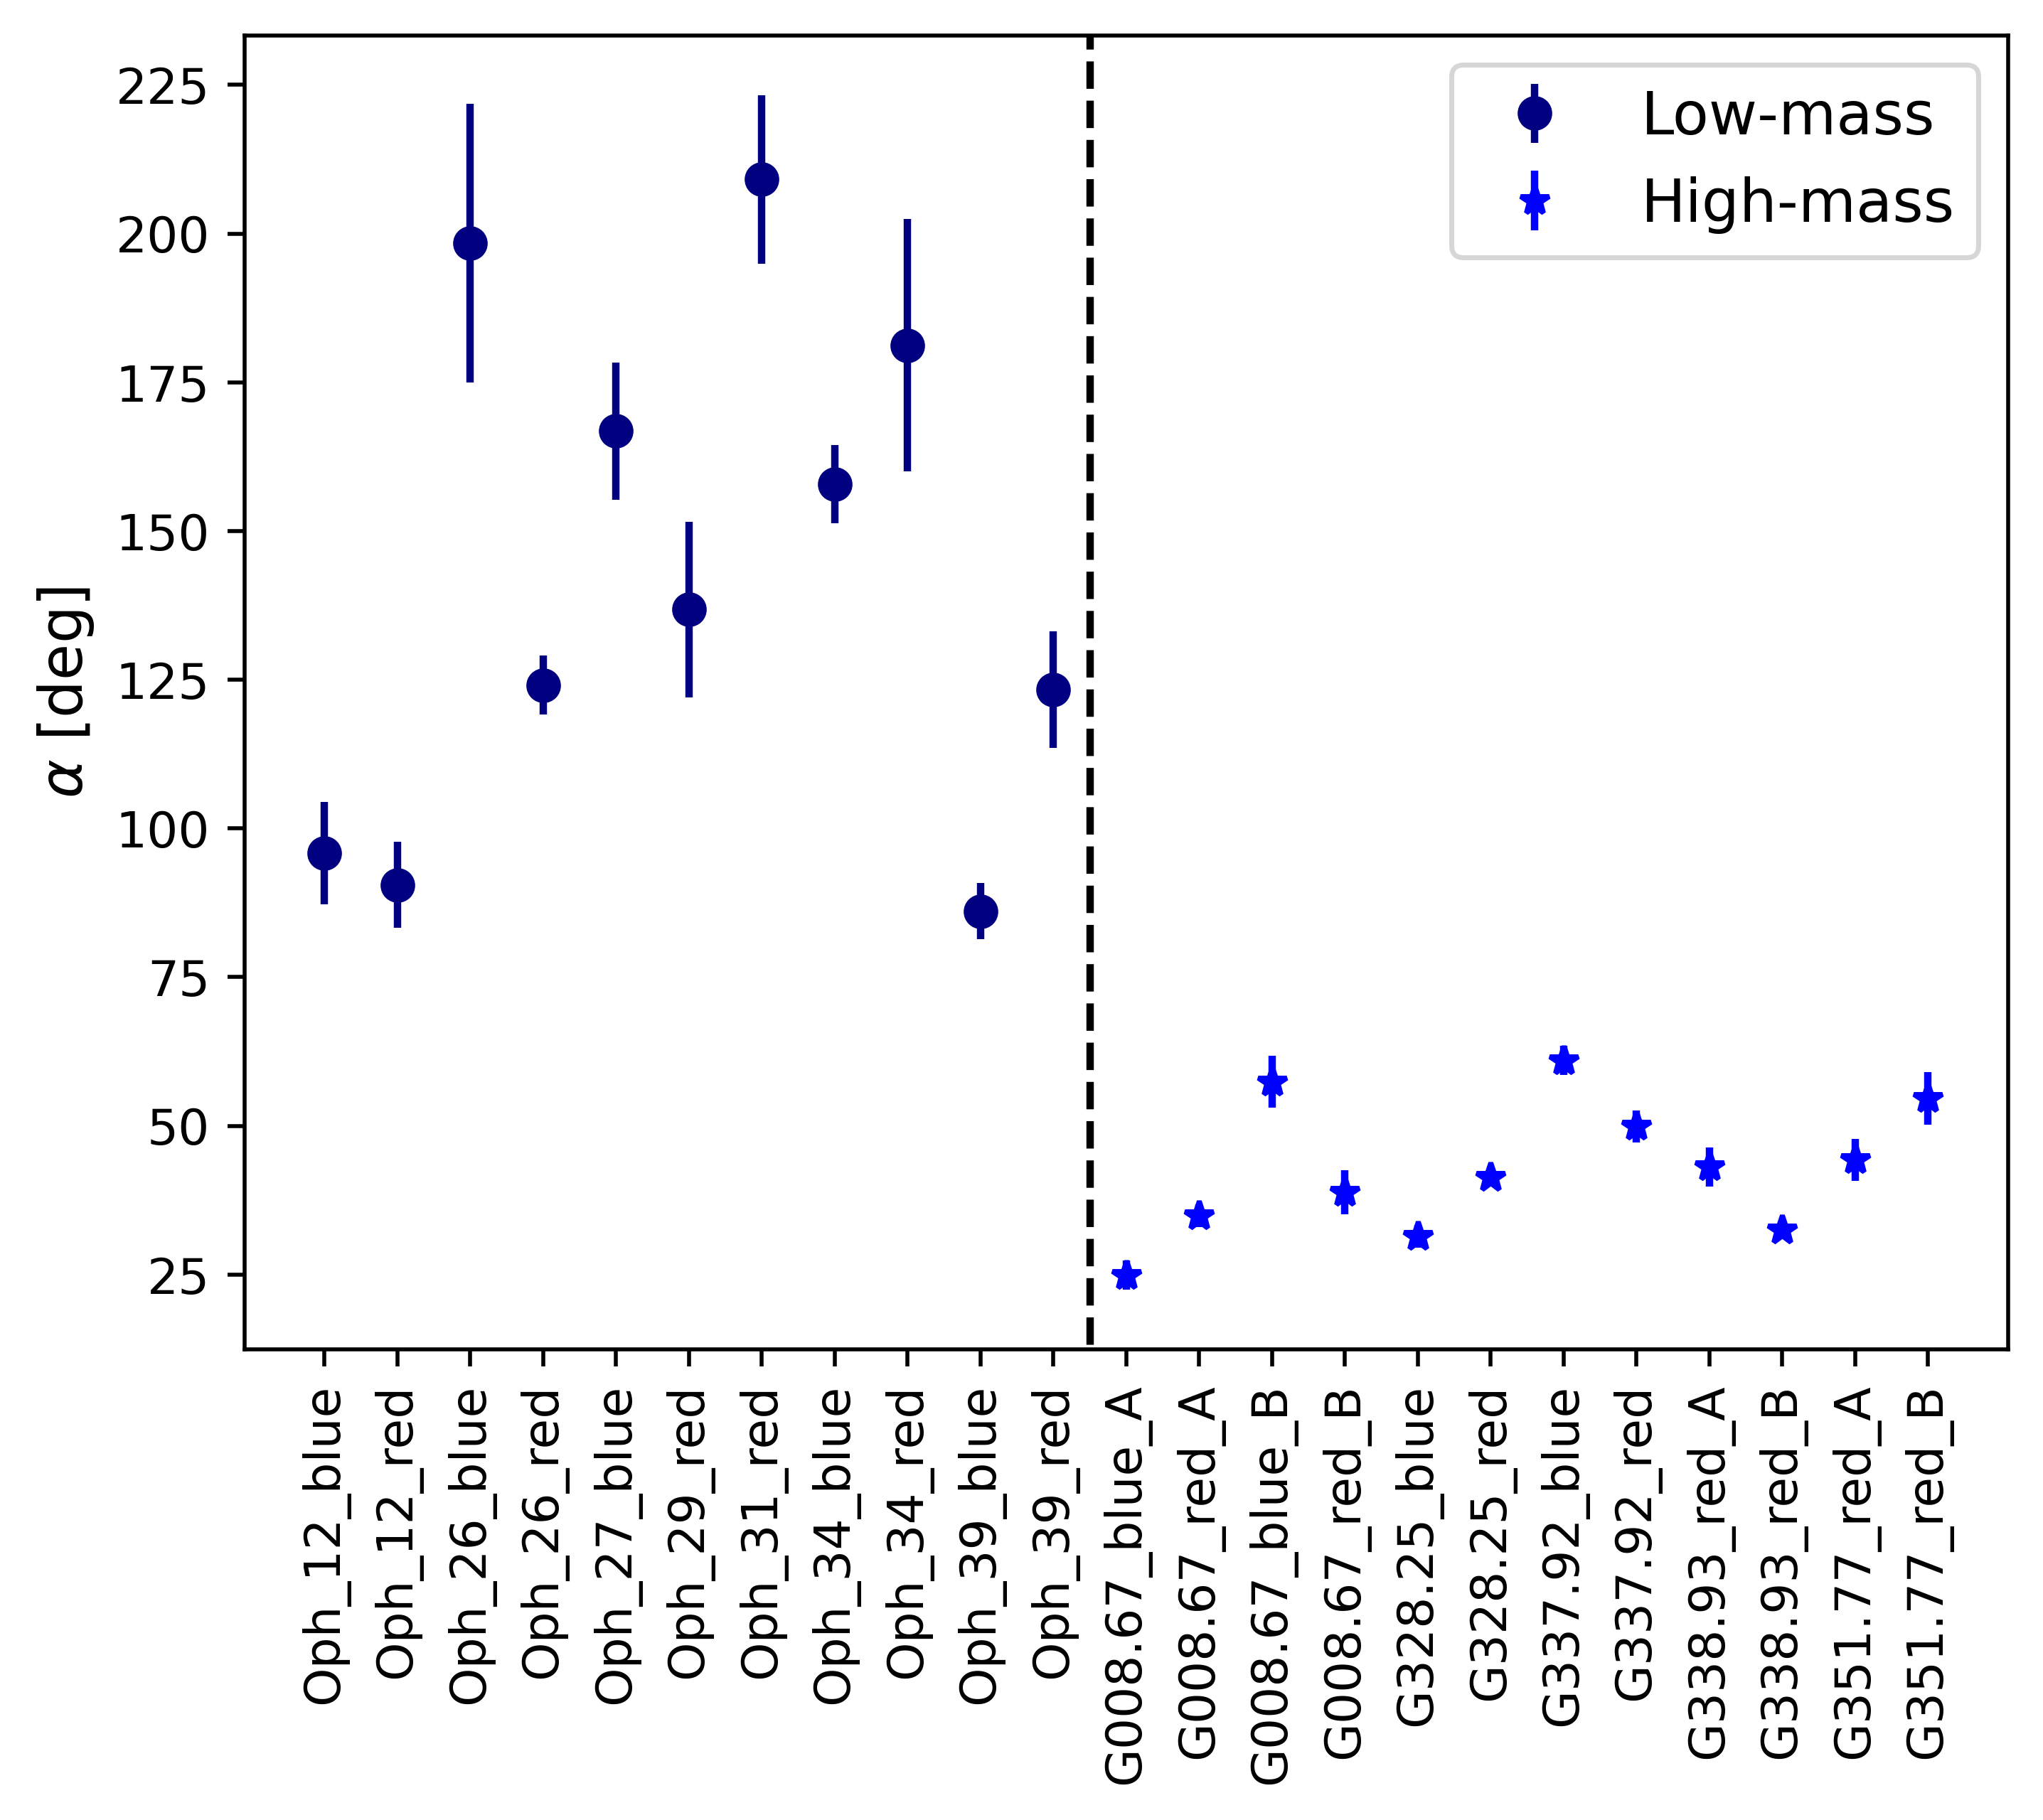 Low-mass
High-mass
α [deg]
225
200
175
150
125
100
75
50
25
Oph_12_blue
Oph_12_red
Oph_26_blue
Oph_26_red
Oph_27_blue
Oph_29_red
Oph_31_red
Oph_34_blue
Oph_34_red
Oph_39_blue
Oph_39_red
G008.67_blue_A
G008.67_red_A
G008.67_blue_B
G008.67_red_B
G328.25_blue
G328.25_red
G337.92_blue
G337.92_red
G338.93_red_A
G338.93_red_B
G351.77_red_A
G351.77_red_B